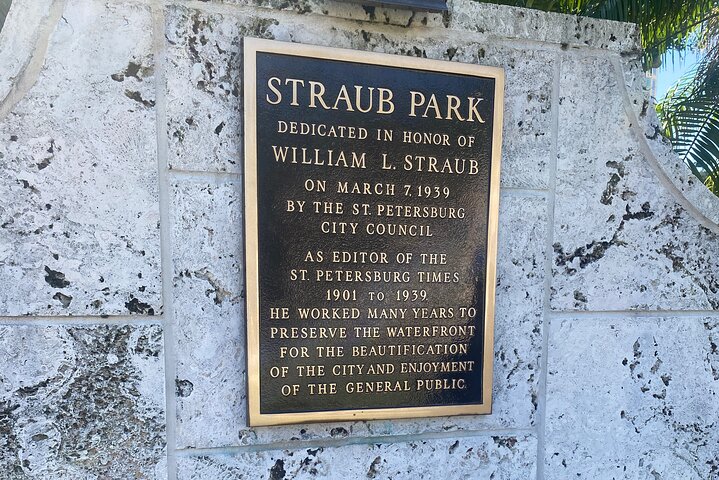 STRAUB PARK
DEDICATED IN HONOR OF
WILLIAM L. STRAUB
ON MARCH 7, 1939
BY THE ST. PETERSBURG
CITY COUNCIL
AS EDITOR OF THE
ST. PETERSBURG TIMES
1901 TO 1939
HE WORKED MANY YEARS TO
PRESERVE THE WATERFRONT
FOR THE BEAUTIFICATION
OF THE CITY AND ENJOYMENT
OF THE GENERAL PUBLIC.